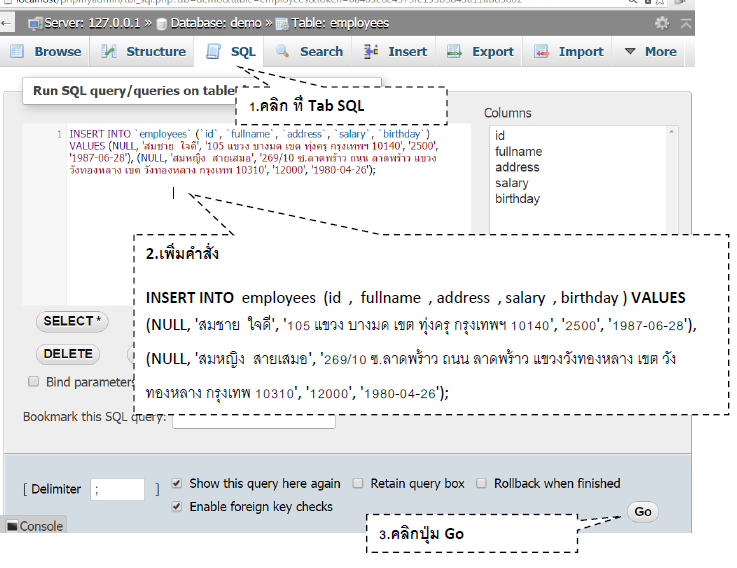 Server: 127.0.0.1 » Database: demo » Table: employees
Browse Structure SQL Search Insert Export Import More
Run SQL query/queries on table
1.คลิก ที่ Tab SQL
Columns
1 INSERT INTO `employees` (`id`, `fullname`, `address`, `salary`, `birthday`)
VALUES (NULL, 'สมชาย ใจดี', '105 แขวง บางมด เขต ทุ่งครุ กรุงเทพฯ 10140', '2500',
'1987-06-28'), (NULL, 'สมหญิง สายเสมอ', '269/10 ซ.ลาดพร้าว ถนน ลาดพร้าว แขวง
วังทองหลาง เขต วังทองหลาง กรุงเทพ 10310', '12000', '1980-04-26');
id
fullname
address
salary
birthday
2.เพิ่มคำสั่ง
INSERT INTO employees (id , fullname , address , salary , birthday ) VALUES
(NULL, 'สมชาย ใจดี', '105 แขวง บางมด เขต ทุ่งครุ กรุงเทพฯ 10140', '2500', '1987-06-28'),
(NULL, 'สมหญิง สายเสมอ', '269/10 ซ.ลาดพร้าว ถนน ลาดพร้าว แขวงวังทองหลาง เขต วัง
ทองหลาง กรุงเทพ 10310', '12000', '1980-04-26');
SELECT *
DELETE
Bind parameters
Bookmark this SQL query:
[ Delimiter ; ]
Show this query here again Retain query box Rollback when finished
Enable foreign key checks
Go
Console
3.คลิกปุ่ม Go